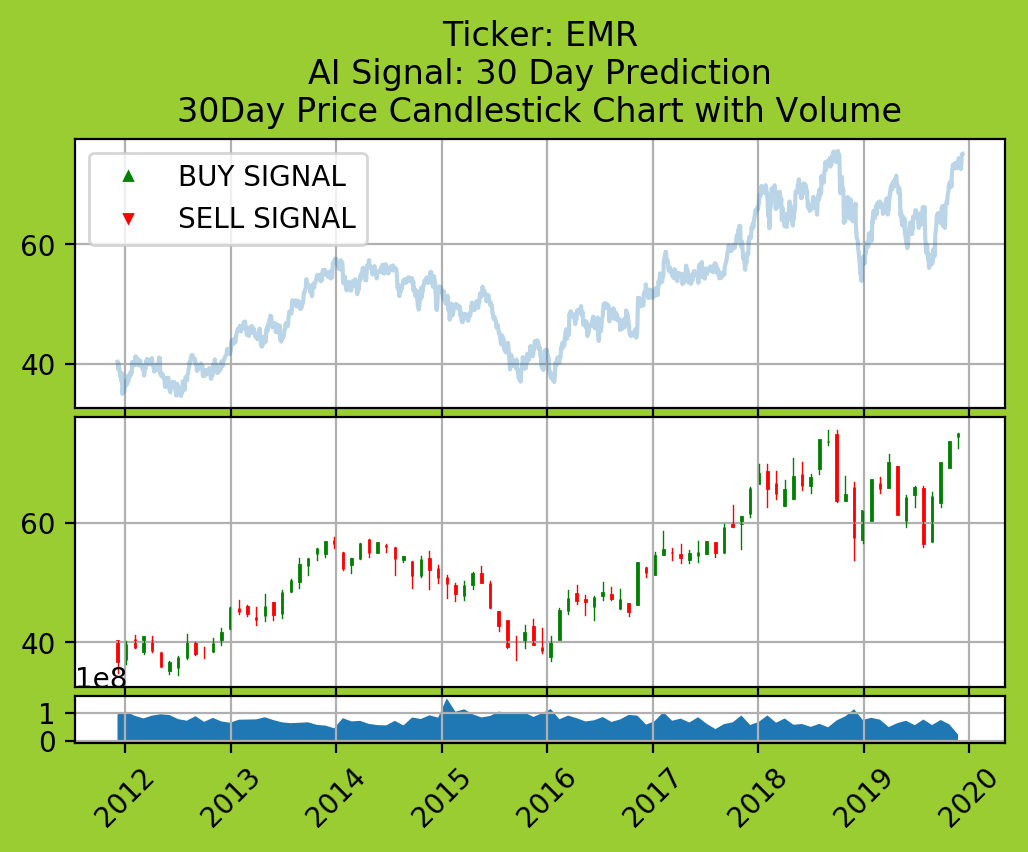 Ticker: EMR
AI Signal: 30 Day Prediction
30Day Price Candlestick Chart with Volume
BUY SIGNAL
SELL SIGNAL
60
40
60
40
1e8
1
0
2012
2013
2014
2015
2016
2017
2018
2019
2020